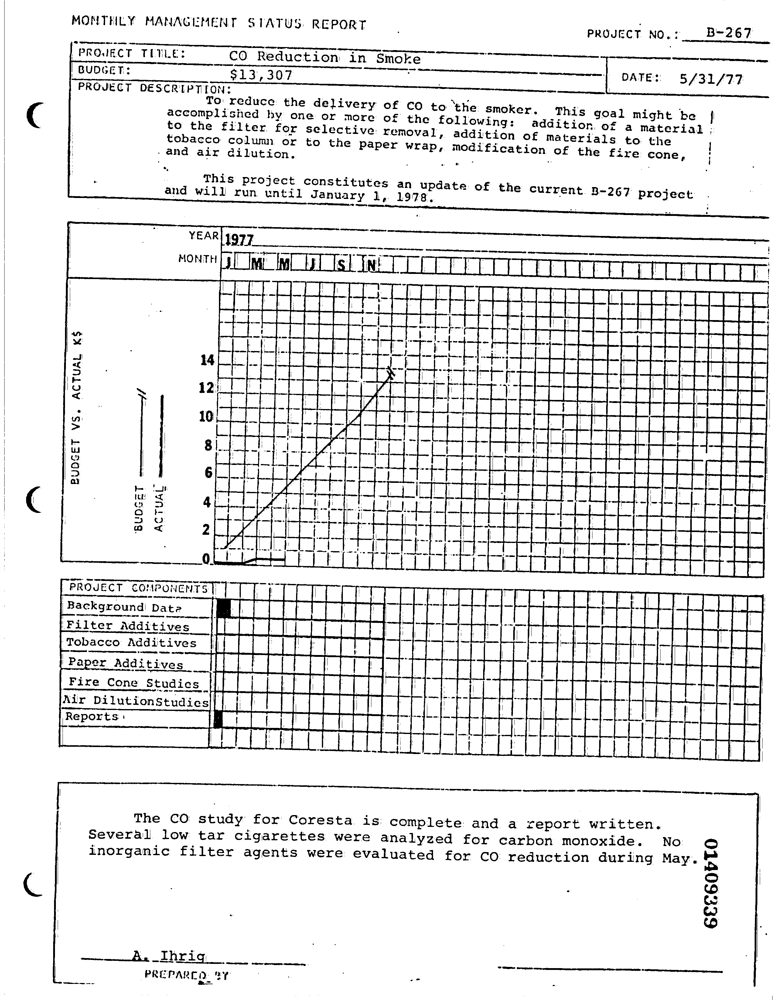 MONTHLY MANAGEMENT STATUS REPORT
PROJECT NO.: B-267
PROJECT TITLE: CO Reduction in Smoke
BUDGET: $13,307
DATE: 5/31/77
PROJECT DESCRIPTION:
To reduce the delivery of CO to the smoker. This goal might be
accomplished by one or more of the following: addition of a material
to the filter for selective removal, addition of materials to the
tobacco column or to the paper wrap, modification of the fire cone,
and air dilution.
This project constitutes an update of the current B-267 project
and will run until January 1, 1978.
YEAR 1977
MONTH J M M J S N
BUDGET VS. ACTUAL K$
BUDGET
ACTUAL
14
12
10
8
6
4
2
0
PROJECT COMPONENTS
Background Data
Filter Additives
Tobacco Additives
Paper Additives
Fire Cone Studies
Air DilutionStudies
Reports
The CO study for Coresta is complete and a report written.
Several low tar cigarettes were analyzed for carbon monoxide. No
inorganic filter agents were evaluated for CO reduction during May.
01409339
A. Ihrig
PREPARED BY